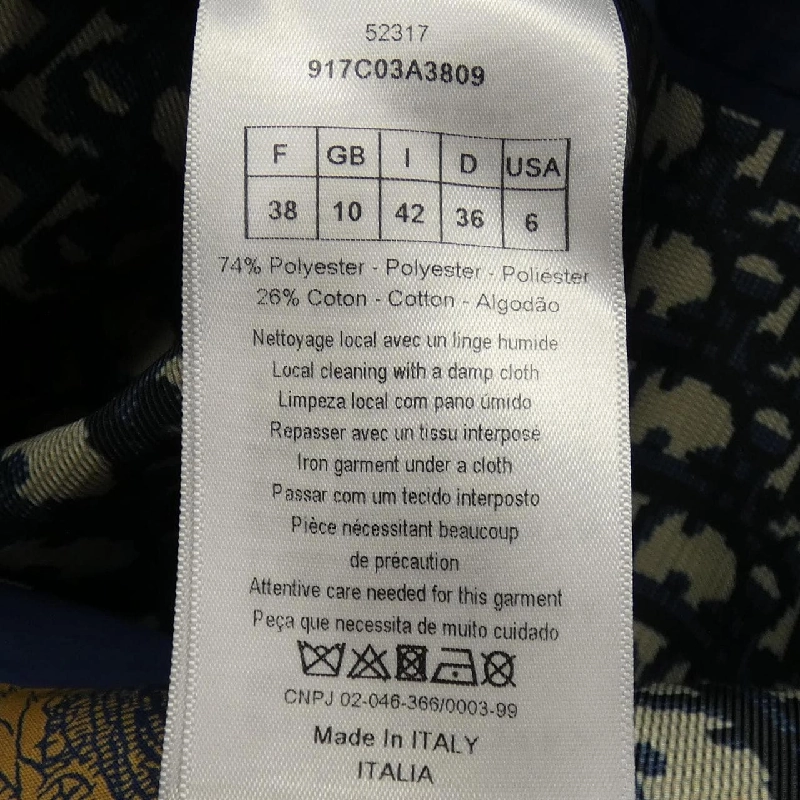 52317
917C03A3809
F GB I D USA
38 10 42 36 6
74% Polyester - Polyester - Poliester
26% Coton - Cotton - Algodão
Nettoyage local avec un linge humide
Local cleaning with a damp cloth
Limpeza local com pano úmido
Repasser avec un tissu interposé
Iron garment under a cloth
Passar com um tecido interposto
Pièce nécessitant beaucoup
de précaution
Attentive care needed for this garment
Peça que necessita de muito cuidado
CNPJ 02-046-366/0003-99
Made In ITALY
ITALIA